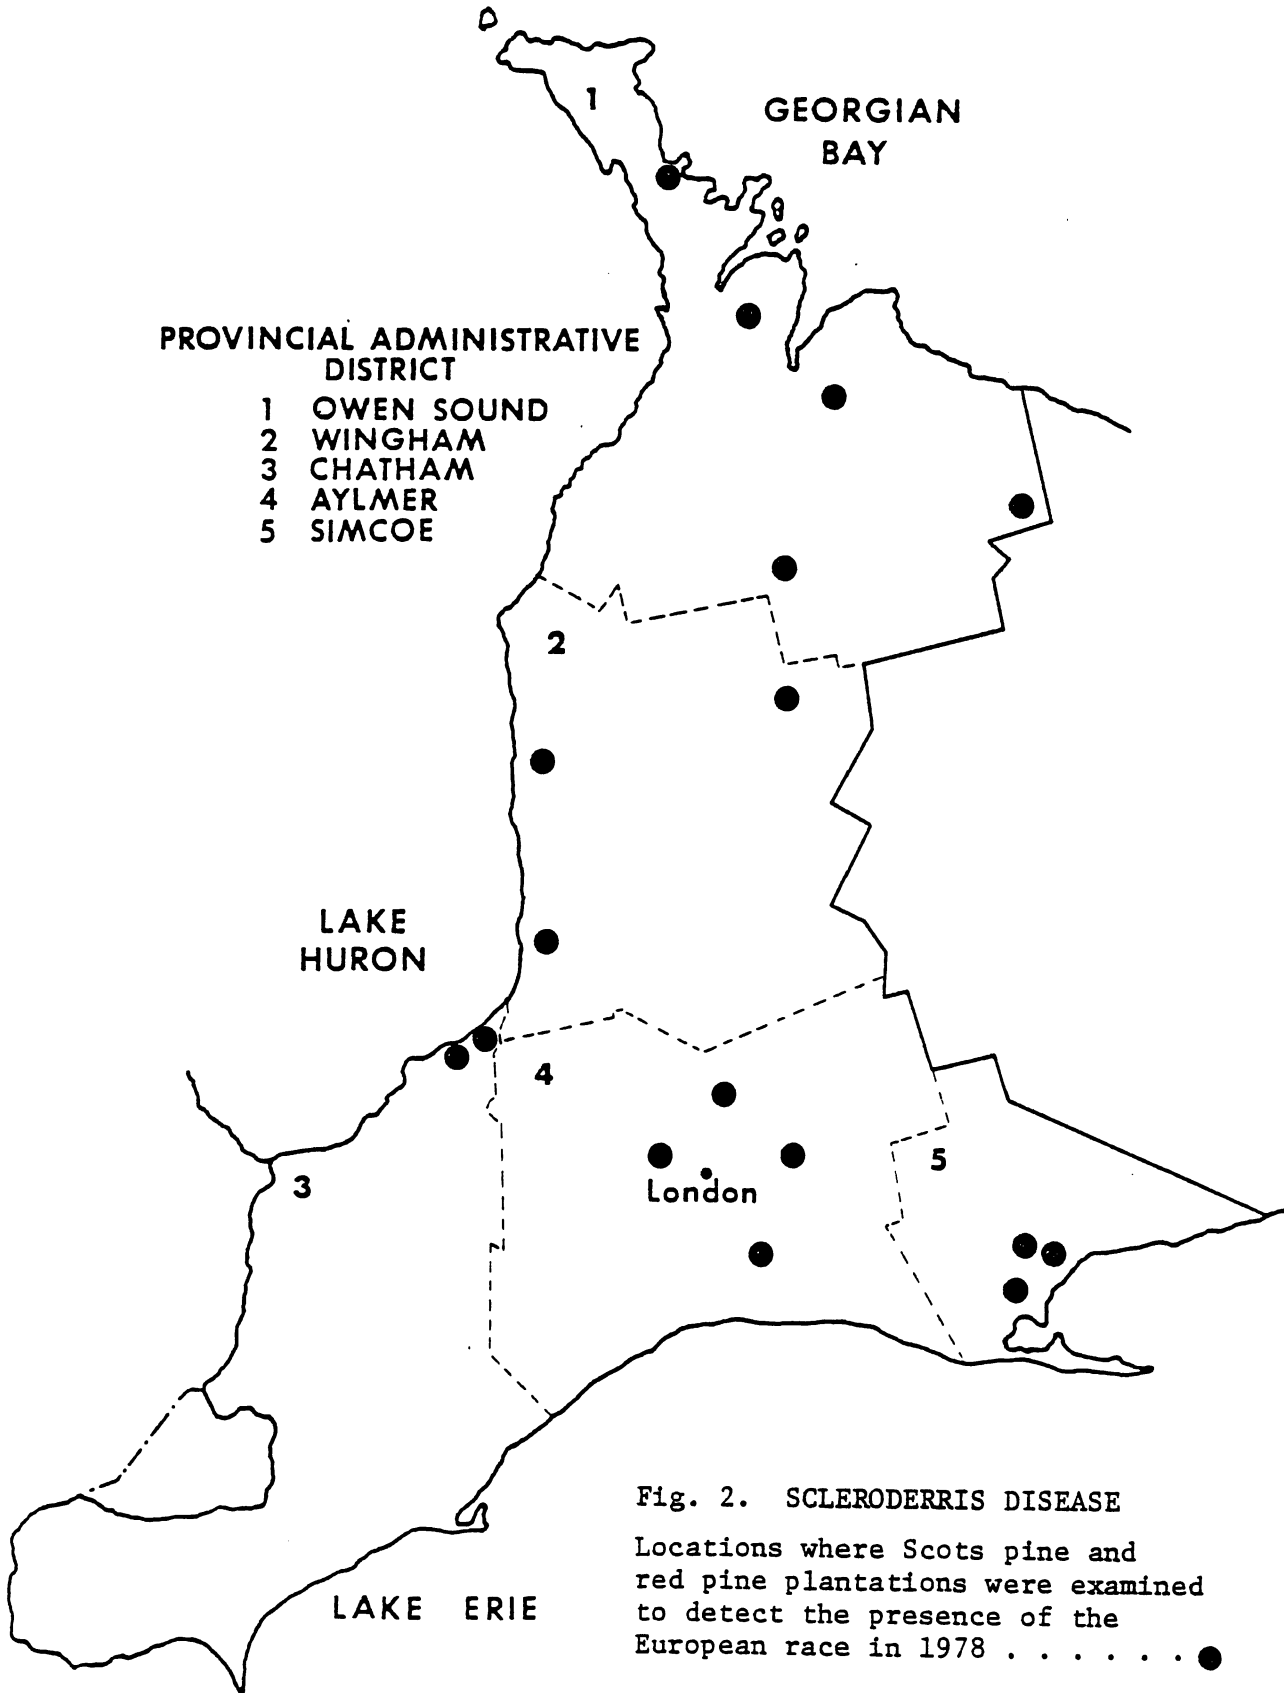 1
GEORGIAN
BAY
PROVINCIAL ADMINISTRATIVE
DISTRICT
1 OWEN SOUND
2 WINGHAM
3 CHATHAM
4 AYLMER
5 SIMCOE
2
LAKE
HURON
4
5
3
London
Fig. 2. SCLERODERRIS DISEASE
Locations where Scots pine and
red pine plantations were examined
to detect the presence of the
European race in 1978 . . . . . . ●
LAKE ERIE